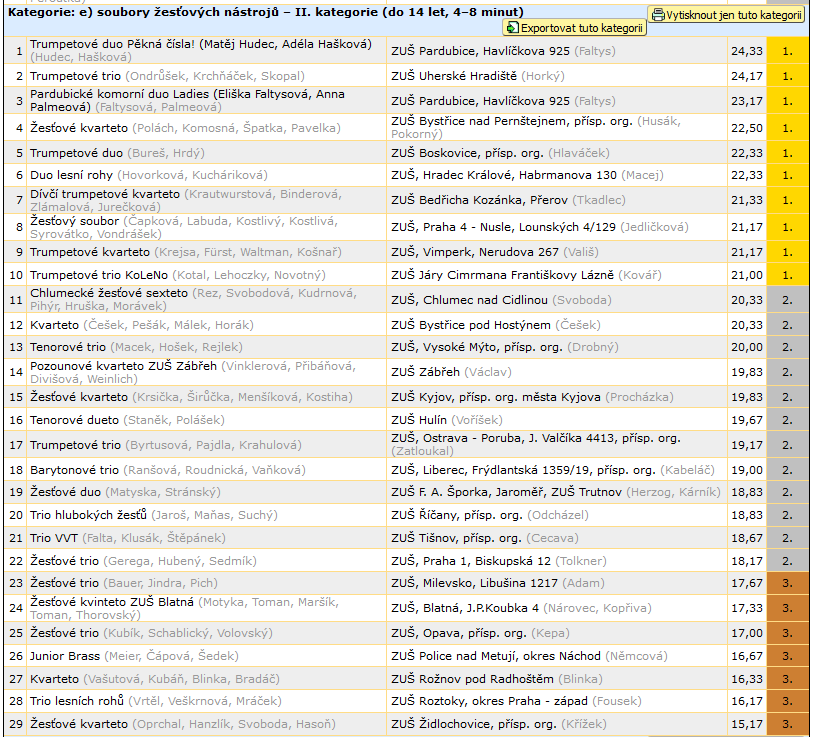 Kategorie: e) soubory žesťových nástrojů – II. kategorie (do 14 let, 4–8 minut)
Vytisknout jen tuto kategorii
Exportovat tuto kategorii
1 Trumpetové duo Pěkná čísla! (Matěj Hudec, Adéla Hašková) (Hudec, Hašková) ZUŠ Pardubice, Havlíčkova 925 (Faltys) 24,33 1.
2 Trumpetové trio (Ondrůšek, Krchňáček, Skopal) ZUŠ Uherské Hradiště (Horký) 24,17 1.
3 Pardubické komorní duo Ladies (Eliška Faltysová, Anna Palmeová) (Faltysová, Palmeová) ZUŠ Pardubice, Havlíčkova 925 (Faltys) 23,17 1.
4 Žesťové kvarteto (Polách, Komosná, Špatka, Pavelka) ZUŠ Bystřice nad Pernštejnem, přísp. org. (Husák, Pokorný) 22,50 1.
5 Trumpetové duo (Bureš, Hrdý) ZUŠ Boskovice, přísp. org. (Hlaváček) 22,33 1.
6 Duo lesní rohy (Hovorková, Kucháriková) ZUŠ, Hradec Králové, Habrmanova 130 (Macej) 22,33 1.
7 Dívčí trumpetové kvarteto (Krautwurstová, Binderová, Zlámalová, Jurečková) ZUŠ Bedřicha Kozánka, Přerov (Tkadlec) 21,33 1.
8 Žesťový soubor (Čapková, Labuda, Kostlivý, Kostlivá, Syrovátko, Vondrášek) ZUŠ, Praha 4 - Nusle, Lounských 4/129 (Jedličková) 21,17 1.
9 Trumpetové kvarteto (Krejsa, Fürst, Waltman, Košnař) ZUŠ, Vimperk, Nerudova 267 (Vališ) 21,17 1.
10 Trumpetové trio KoLeNo (Kotal, Lehoczky, Novotný) ZUŠ Járy Cimrmana Františkovy Lázně (Kovář) 21,00 1.
11 Chlumecké žesťové sexteto (Rez, Svobodová, Kudrnová, Pihýr, Hruška, Morávek) ZUŠ, Chlumec nad Cidlinou (Svoboda) 20,33 2.
12 Kvarteto (Češek, Pešák, Málek, Horák) ZUŠ Bystřice pod Hostýnem (Češek) 20,33 2.
13 Tenorové trio (Macek, Hošek, Rejlek) ZUŠ, Vysoké Mýto, přísp. org. (Drobný) 20,00 2.
14 Pozounové kvarteto ZUŠ Zábřeh (Vinklerová, Přibáňová, Divišová, Weinlich) ZUŠ Zábřeh (Václav) 19,83 2.
15 Žesťové kvarteto (Krsička, Širůčka, Menšíková, Kostiha) ZUŠ Kyjov, přísp. org. města Kyjova (Procházka) 19,83 2.
16 Tenorové dueto (Staněk, Polášek) ZUŠ Hulín (Voříšek) 19,67 2.
17 Trumpetové trio (Byrtusová, Pajdla, Krahulová) ZUŠ, Ostrava - Poruba, J. Valčíka 4413, přísp. org. (Zatloukal) 19,17 2.
18 Barytonové trio (Ranšová, Roudnická, Vaňková) ZUŠ, Liberec, Frýdlantská 1359/19, přísp. org. (Kabeláč) 19,00 2.
19 Žesťové duo (Matyska, Stránský) ZUŠ F. A. Šporka, Jaroměř, ZUŠ Trutnov (Herzog, Kárník) 18,83 2.
20 Trio hlubokých žesťů (Jaroš, Maňas, Suchý) ZUŠ Říčany, přísp. org. (Odcházel) 18,83 2.
21 Trio VVT (Falta, Klusák, Štěpánek) ZUŠ Tišnov, přísp. org. (Cecava) 18,67 2.
22 Žesťové trio (Gerega, Hubený, Sedmík) ZUŠ, Praha 1, Biskupská 12 (Tolkner) 18,17 2.
23 Žesťové trio (Bauer, Jindra, Pich) ZUŠ, Milevsko, Libušina 1217 (Adam) 17,67 3.
24 Žesťové kvinteto ZUŠ Blatná (Motyka, Toman, Maršík, Toman, Thorovský) ZUŠ, Blatná, J.P.Koubka 4 (Nárovec, Kopřiva) 17,33 3.
25 Žesťové trio (Kubík, Schablický, Volovský) ZUŠ, Opava, přísp. org. (Kepa) 17,00 3.
26 Junior Brass (Meier, Čápová, Šedek) ZUŠ Police nad Metují, okres Náchod (Němcová) 16,67 3.
27 Kvarteto (Vašutová, Kubáň, Blinka, Bradáč) ZUŠ Rožnov pod Radhoštěm (Blinka) 16,33 3.
28 Trio lesních rohů (Vrtěl, Veškrnová, Mráček) ZUŠ Roztoky, okres Praha - západ (Fousek) 16,17 3.
29 Žesťové kvarteto (Oprchal, Hanzlík, Svoboda, Hasoň) ZUŠ Židlochovice, přísp. org. (Křížek) 15,17 3.